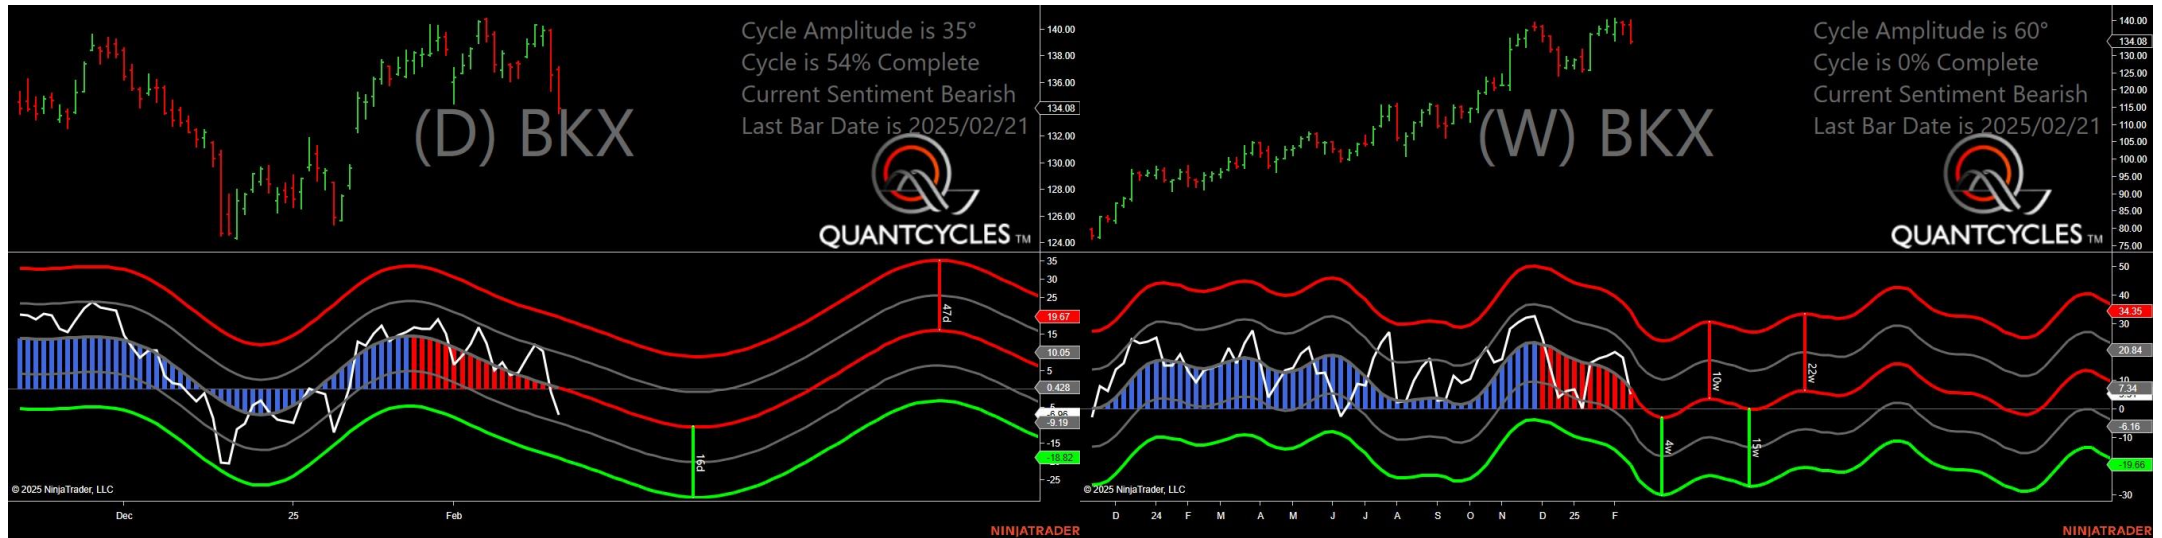 Cycle Amplitude is 35°
Cycle is 54% Complete
Current Sentiment Bearish
Last Bar Date is 2025/02/21
(D) BKX
QUANTCYCLES TM
140.00
138.00
136.00
134.08
132.00
130.00
128.00
126.00
124.00
35
30
25
19.67
15
10.05
5
0.428
-9.19
-15
-18.82
-25
47d
16d
© 2025 NinjaTrader, LLC
Dec
25
Feb
NINJATRADER
Cycle Amplitude is 60°
Cycle is 0% Complete
Current Sentiment Bearish
Last Bar Date is 2025/02/21
(W) BKX
QUANTCYCLES TM
140.00
134.08
130.00
125.00
120.00
115.00
110.00
105.00
100.00
95.00
90.00
85.00
80.00
75.00
50
40
34.35
30
20.84
10
7.34
0
-6.16
-10
-19.66
-30
10w
22w
4w
15w
© 2025 NinjaTrader, LLC
D 24 F M A M J J A S O N D 25 F
NINJATRADER